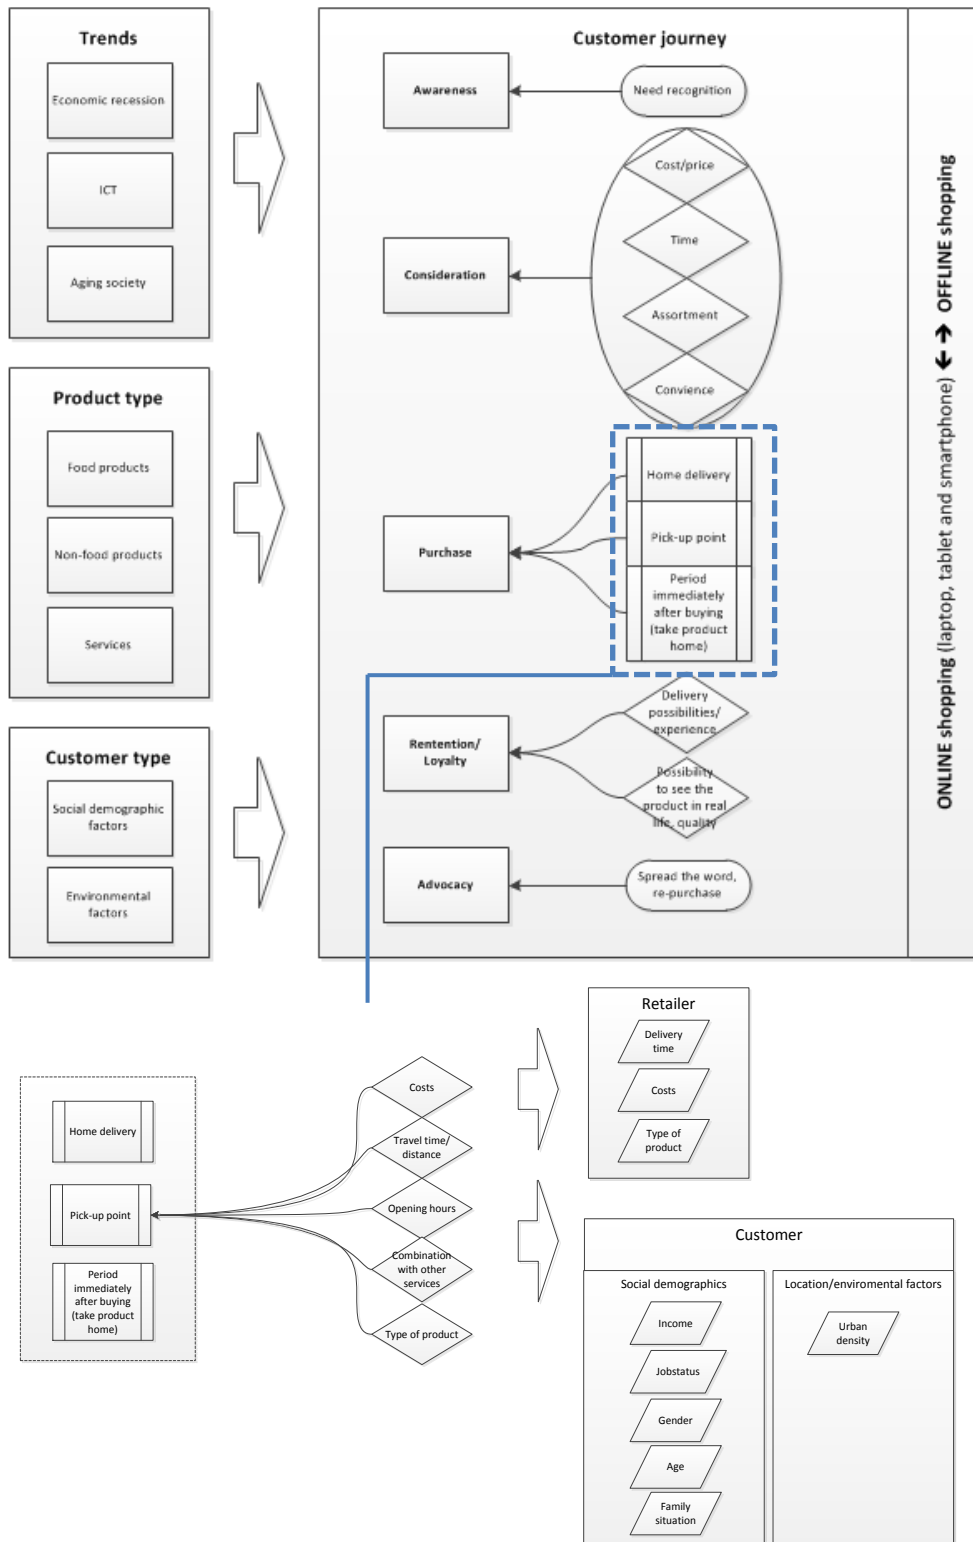 Trends
Economic recession
ICT
Aging society
Product type
Food products
Non-food products
Services
Customer type
Social demographic
factors
Environmental
factors
Customer journey
Awareness
Need recognition
Consideration
Cost/price
Time
Assortment
Convience
Purchase
Home delivery
Pick-up point
Period
immediately
after buying
(take product
home)
Rentention/
Loyalty
Delivery
possibilities/
experience
Possibility
to see the
product in real
life, quality
Advocacy
Spread the word,
re-purchase
ONLINE shopping (laptop, tablet and smartphone) ← → OFFLINE shopping
Home delivery
Pick-up point
Period
immediately
after buying
(take product
home)
Costs
Travel time/
distance
Opening hours
Combination
with other
services
Type of product
Retailer
Delivery
time
Costs
Type of
product
Customer
Social demographics
Income
Jobstatus
Gender
Age
Family
situation
Location/enviromental factors
Urban
density